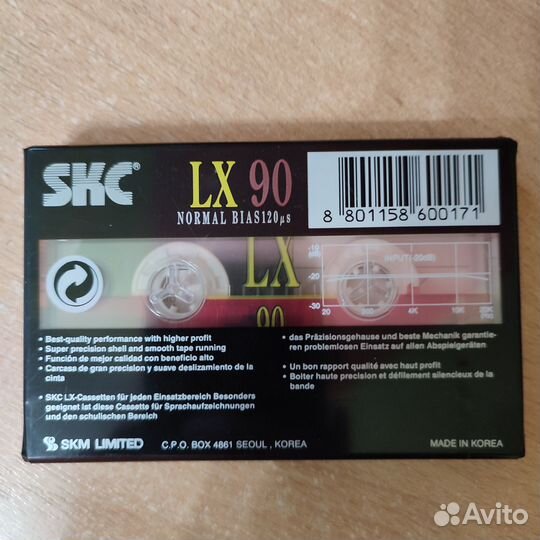 SKC®
LX 90
NORMAL BIAS120µs
8 801158 600171
LX
90
-10
(dB)
-20
-30
INPUT(-20dB)
20
4K
10K
20K
• Best-quality performance with higher profit
• Super precision shell and smooth tape running
• Función de mejor calidad con beneficio alto
• Carcasa de gran precision y suave deslizamiento de la
cinta
• SKC LX-Cassetten für jeden Einsatzbereich Besonders
geeignet ist diese Cassette für Sprachaufzeichnungen
und den schulischen Bereich
• das Präzisionsgehause und beste Mechanik garantie-
ren problemlosen Einsatz auf allen Abspielgeräten
• Un bon rapport qualité avec haut profit
• Boiter haute precision et défilement silencieux de la
bande
SKM LIMITED
C.P.O. BOX 4861 SEOUL , KOREA
MADE IN KOREA
Avito